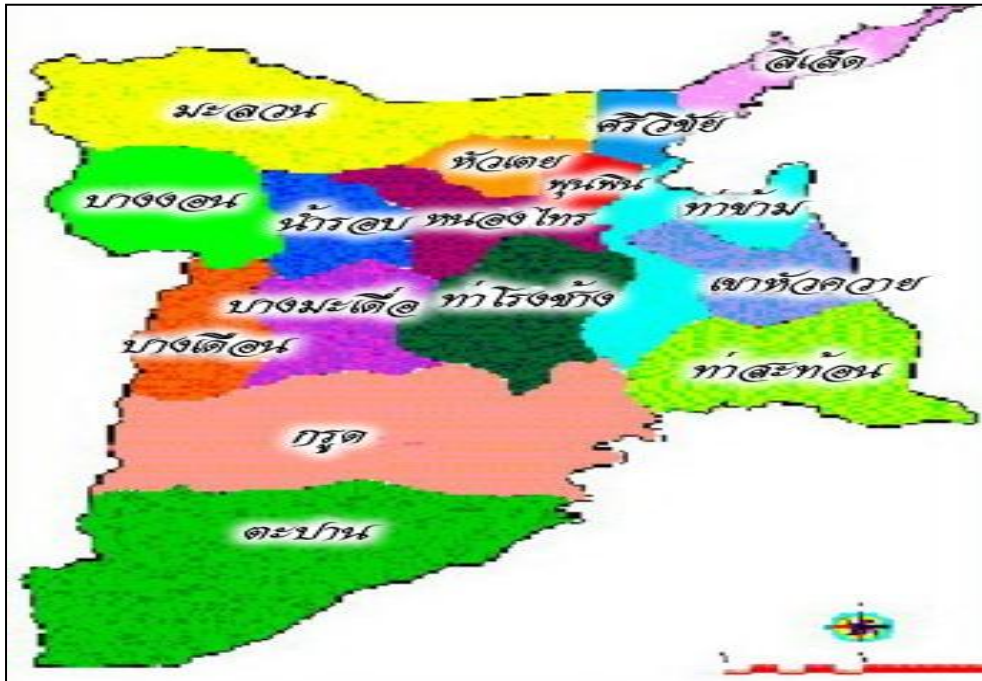 ลีเล็ด
มะลวน
ศรีวิชัย
หัวเตย
พุนพิน
บางงอน
น้ำรอบ
หนองไทร
ท่าข้าม
บางมะเดื่อ
ท่าโรงช้าง
เขาหัวควาย
บางเดือน
ท่าสะท้อน
กรูด
ตะปาน